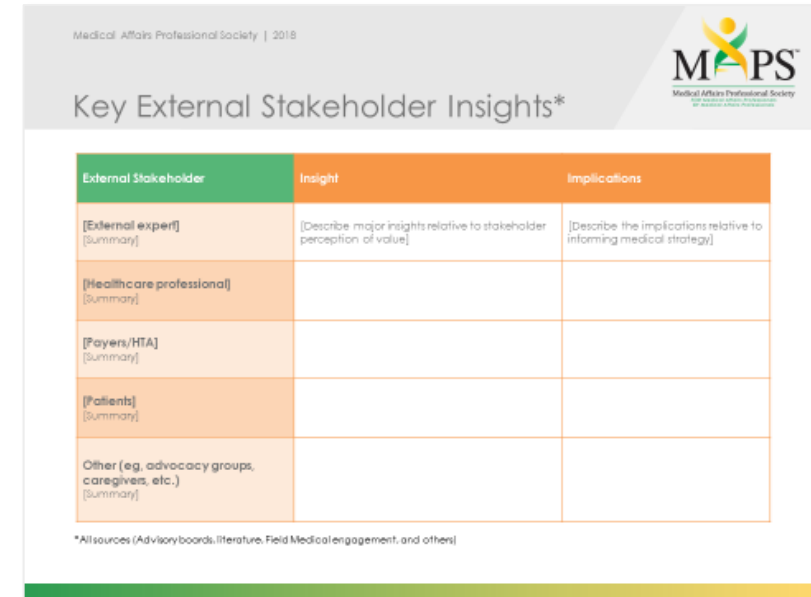 Medical Affairs Professional Society | 2018
MAPS
Medical Affairs Professional Society
Key External Stakeholder Insights*
External Stakeholder
Insight
Implications
[External expert]
[Summary]
[Describe major insights relative to stakeholder
perception of value]
[Describe the implications relative to
informing medical strategy]
[Healthcare professional]
[Summary]
[Payers/HTA]
[Summary]
[Patients]
[Summary]
Other (eg, advocacy groups,
caregivers, etc.)
[Summary]
*All sources (Advisory boards, literature, Field Medical engagement, and others)